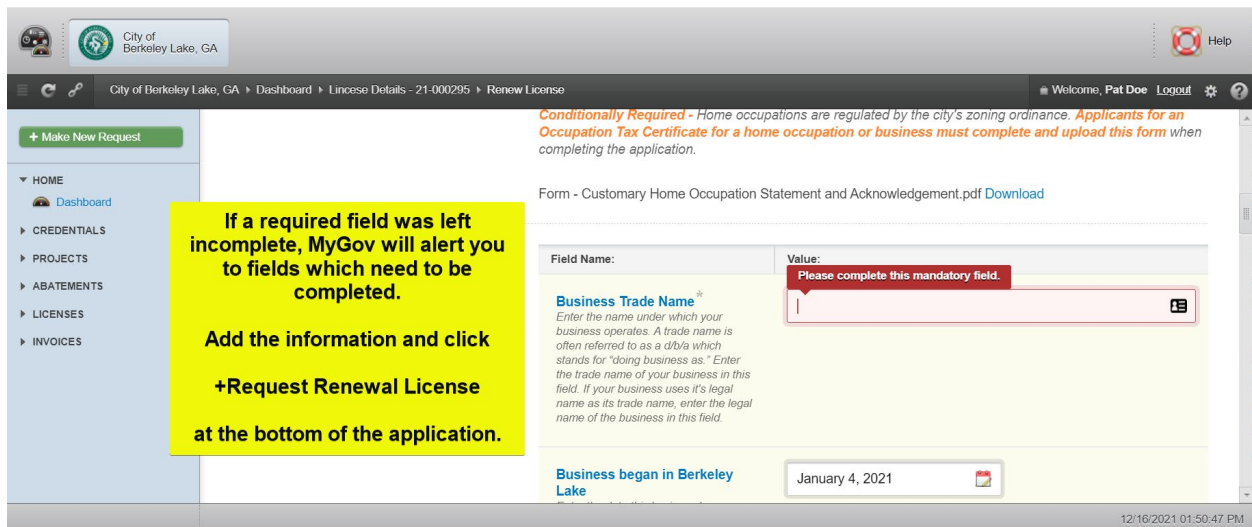 City of
Berkeley Lake, GA
Help
City of Berkeley Lake, GA Dashboard Lincese Details - 21-000295 Renew License
Welcome, Pat Doe Logout
+ Make New Request
HOME
Dashboard
CREDENTIALS
PROJECTS
ABATEMENTS
LICENSES
INVOICES
If a required field was left
incomplete, MyGov will alert you
to fields which need to be
completed.
Add the information and click
+Request Renewal License
at the bottom of the application.
Conditionally Required - Home occupations are regulated by the city's zoning ordinance. Applicants for an
Occupation Tax Certificate for a home occupation or business must complete and upload this form when
completing the application.
Form - Customary Home Occupation Statement and Acknowledgement.pdf Download
Field Name: Value:
Please complete this mandatory field.
Business Trade Name*
Enter the name under which your
business operates. A trade name is
often referred to as a d/b/a which
stands for "doing business as." Enter
the trade name of your business in this
field. If your business uses it's legal
name as its trade name, enter the legal
name of the business in this field.
Business began in Berkeley
Lake
January 4, 2021
12/16/2021 01:50:47 PM